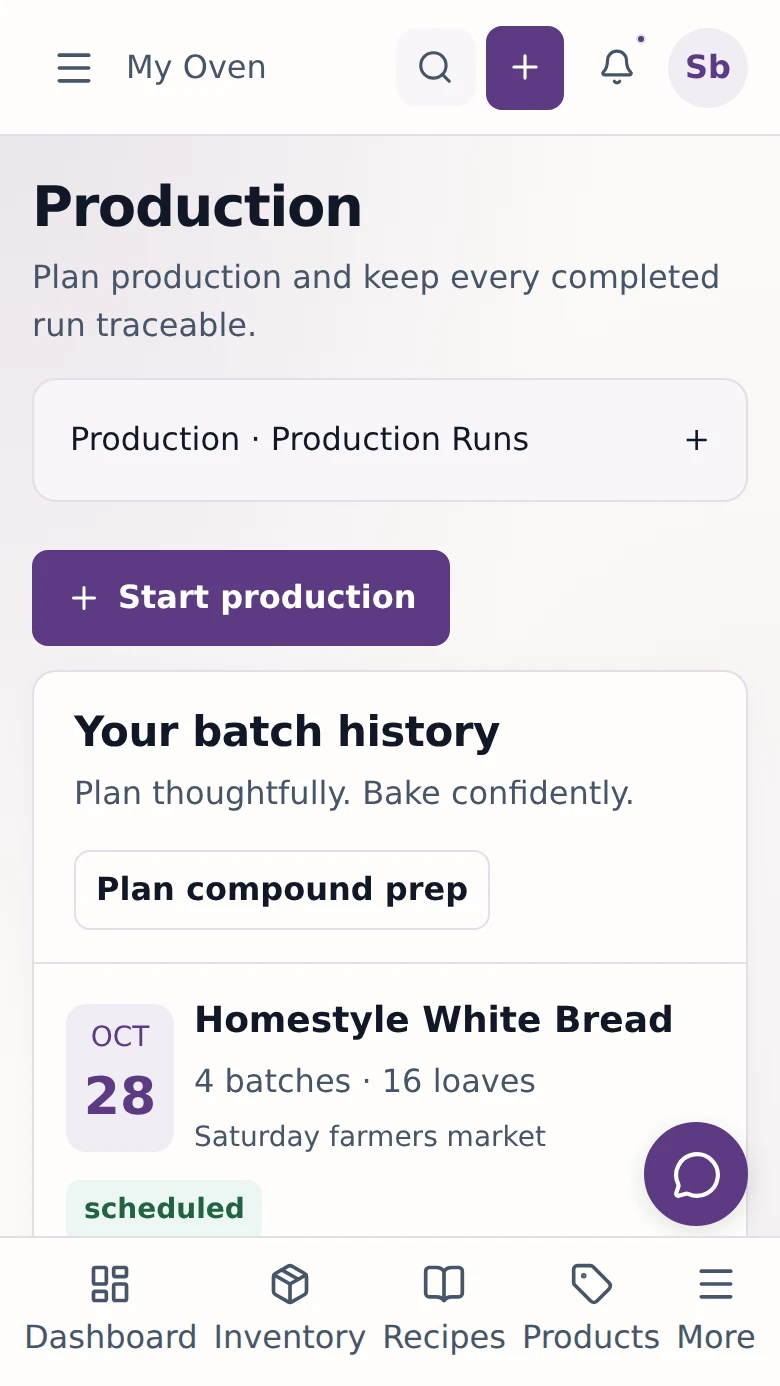 My Oven
Sb
Production
Plan production and keep every completed
run traceable.
Production · Production Runs +
+ Start production
Your batch history
Plan thoughtfully. Bake confidently.
Plan compound prep
OCT
28
Homestyle White Bread
4 batches · 16 loaves
Saturday farmers market
scheduled
Dashboard Inventory Recipes Products More